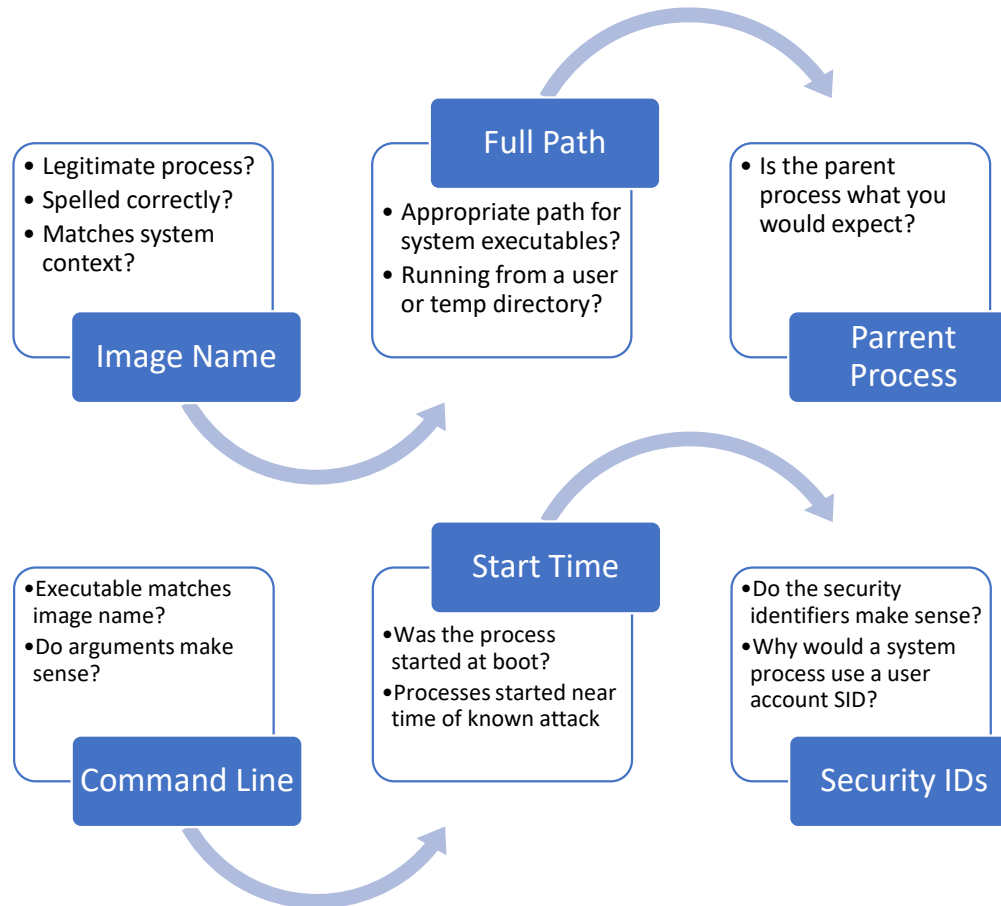 • Legitimate process?
• Spelled correctly?
• Matches system
context?
Image Name
Full Path
• Appropriate path for
system executables?
• Running from a user
or temp directory?
• Is the parent
process what you
would expect?
Parrent
Process
•Executable matches
image name?
•Do arguments make
sense?
Command Line
Start Time
•Was the process
started at boot?
•Processes started near
time of known attack
•Do the security
identifiers make sense?
•Why would a system
process use a user
account SID?
Security IDs